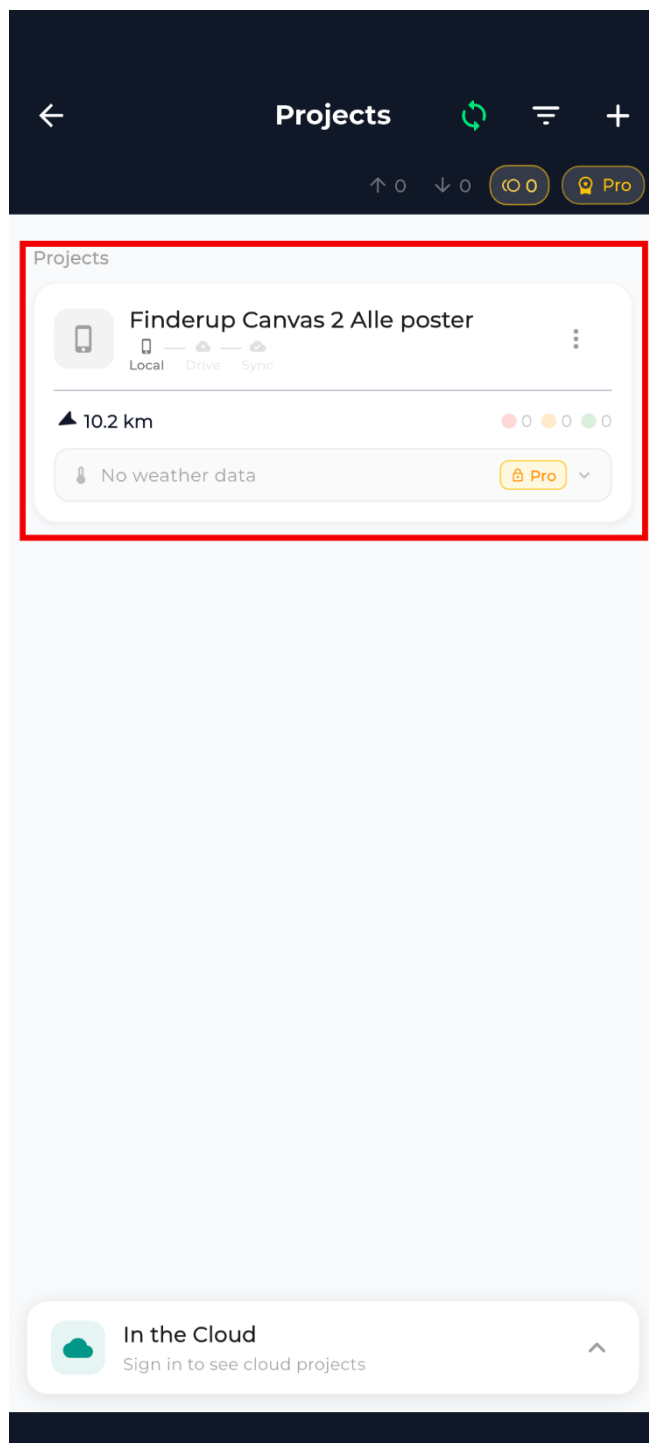 Projects
0 0 0 Pro
Projects
Finderup Canvas 2 Alle poster
Local Drive Sync
10.2 km 0 0 0
No weather data Pro
In the Cloud
Sign in to see cloud projects